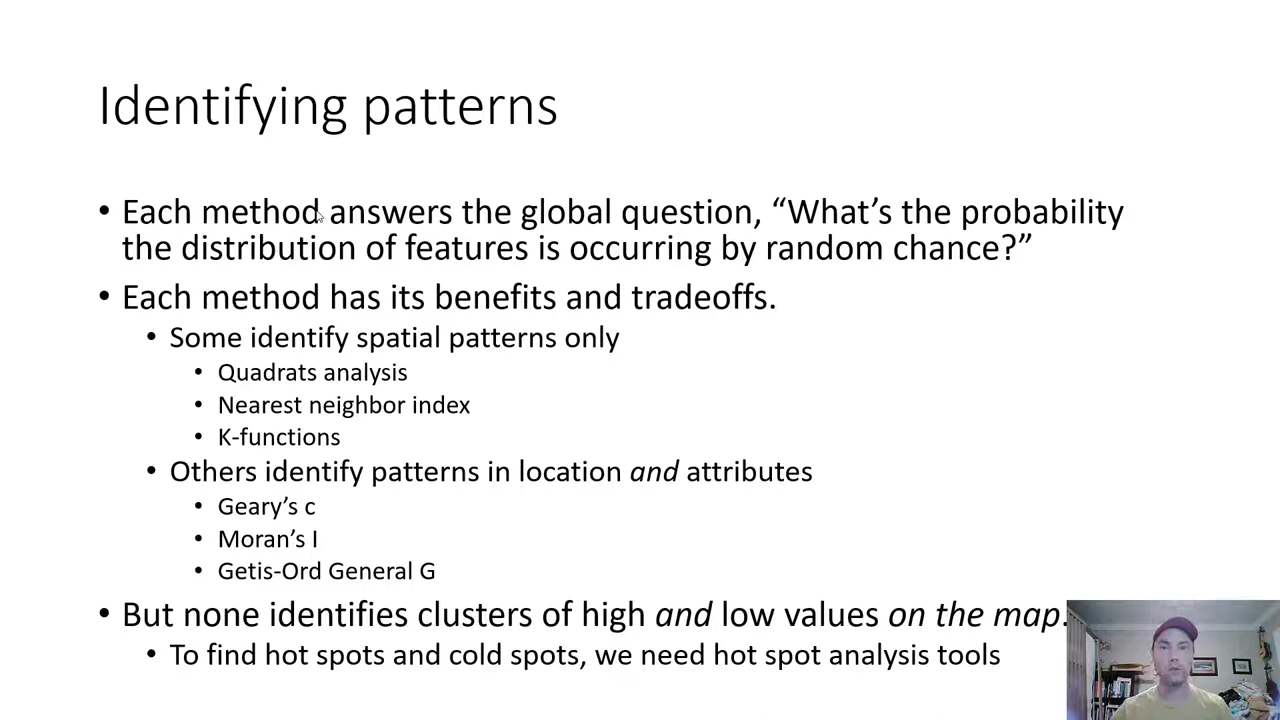 Identifying patterns
• Each method answers the global question, “What’s the probability
the distribution of features is occurring by random chance?”
• Each method has its benefits and tradeoffs.
• Some identify spatial patterns only
• Quadrats analysis
• Nearest neighbor index
• K-functions
• Others identify patterns in location and attributes
• Geary’s c
• Moran’s I
• Getis-Ord General G
• But none identifies clusters of high and low values on the map.
• To find hot spots and cold spots, we need hot spot analysis tools